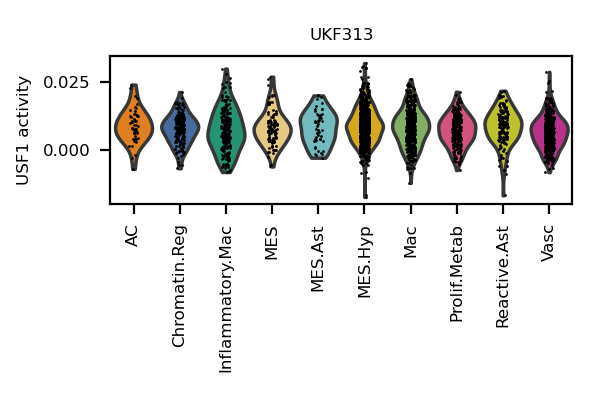 UKF313
USF1 activity
0.025
0.000
AC
Chromatin.Reg
Inflammatory.Mac
MES
MES.Ast
MES.Hyp
Mac
Prolif.Metab
Reactive.Ast
Vasc